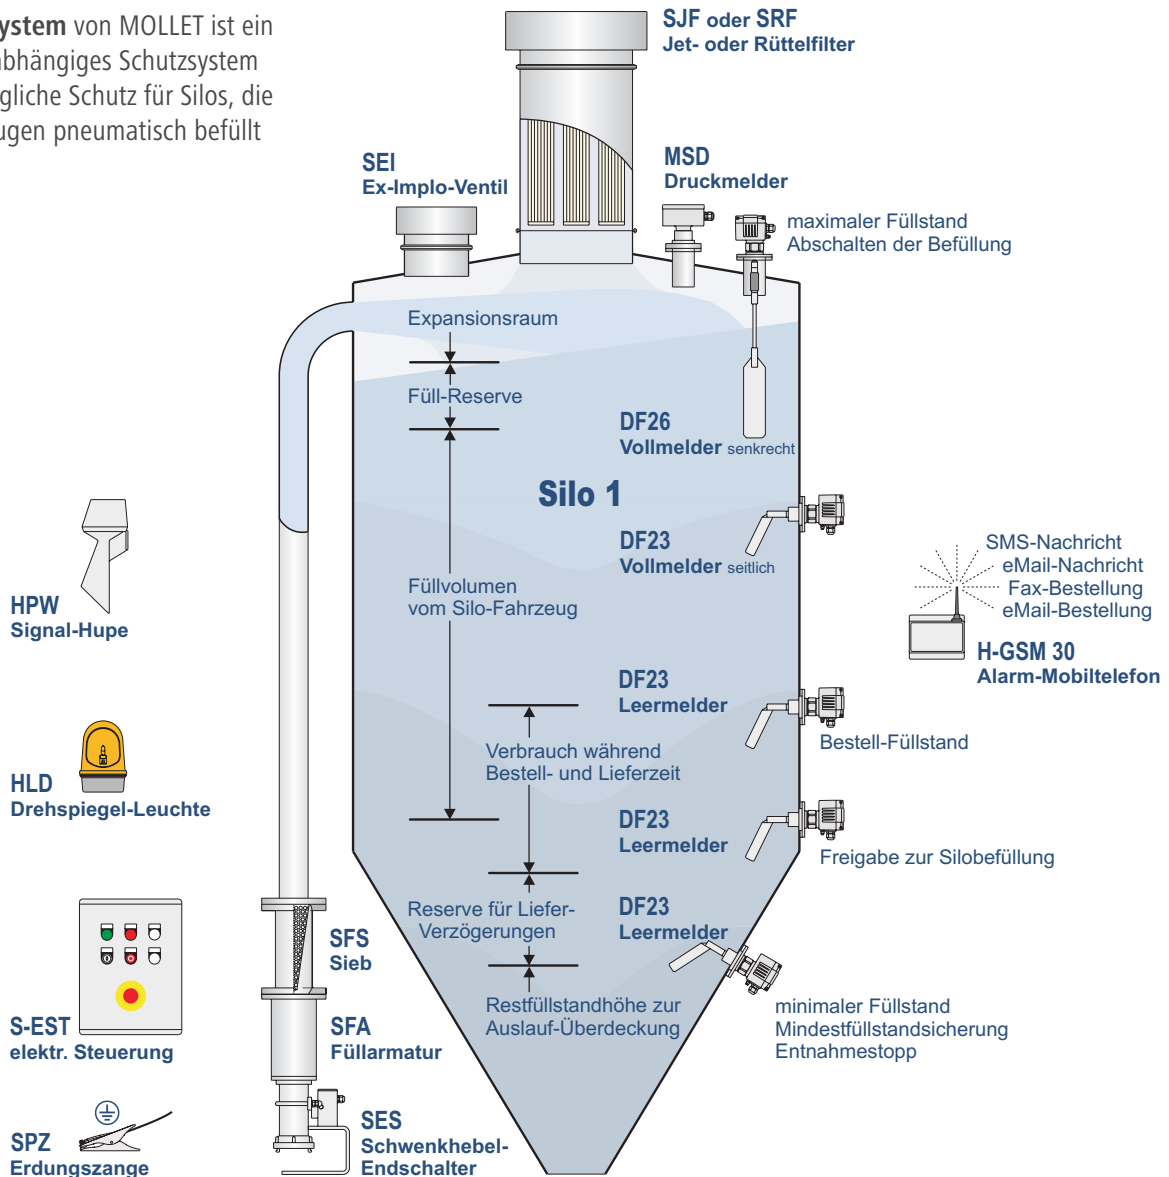 ystem von MOLLET ist ein
abhängiges Schutzsystem
gliche Schutz für Silos, die
ugen pneumatisch befüllt
SJF oder SRF
Jet- oder Rüttelfilter
SEI
Ex-Implo-Ventil
MSD
Druckmelder
maximaler Füllstand
Abschalten der Befüllung
Expansionsraum
Füll-Reserve
DF26
Vollmelder senkrecht
Silo 1
DF23
Vollmelder seitlich
Füllvolumen
vom Silo-Fahrzeug
HPW
Signal-Hupe
SMS-Nachricht
eMail-Nachricht
Fax-Bestellung
eMail-Bestellung
H-GSM 30
Alarm-Mobiltelefon
DF23
Leermelder
Bestell-Füllstand
Verbrauch während
Bestell- und Lieferzeit
HLD
Drehspiegel-Leuchte
DF23
Leermelder
Freigabe zur Silobefüllung
Reserve für Liefer-
Verzögerungen
DF23
Leermelder
SFS
Sieb
Restfüllstandhöhe zur
Auslauf-Überdeckung
minimaler Füllstand
Mindestfüllstandsicherung
Entnahmestopp
S-EST
elektr. Steuerung
SFA
Füllarmatur
SPZ
Erdungszange
SES
Schwenkhebel-
Endschalter